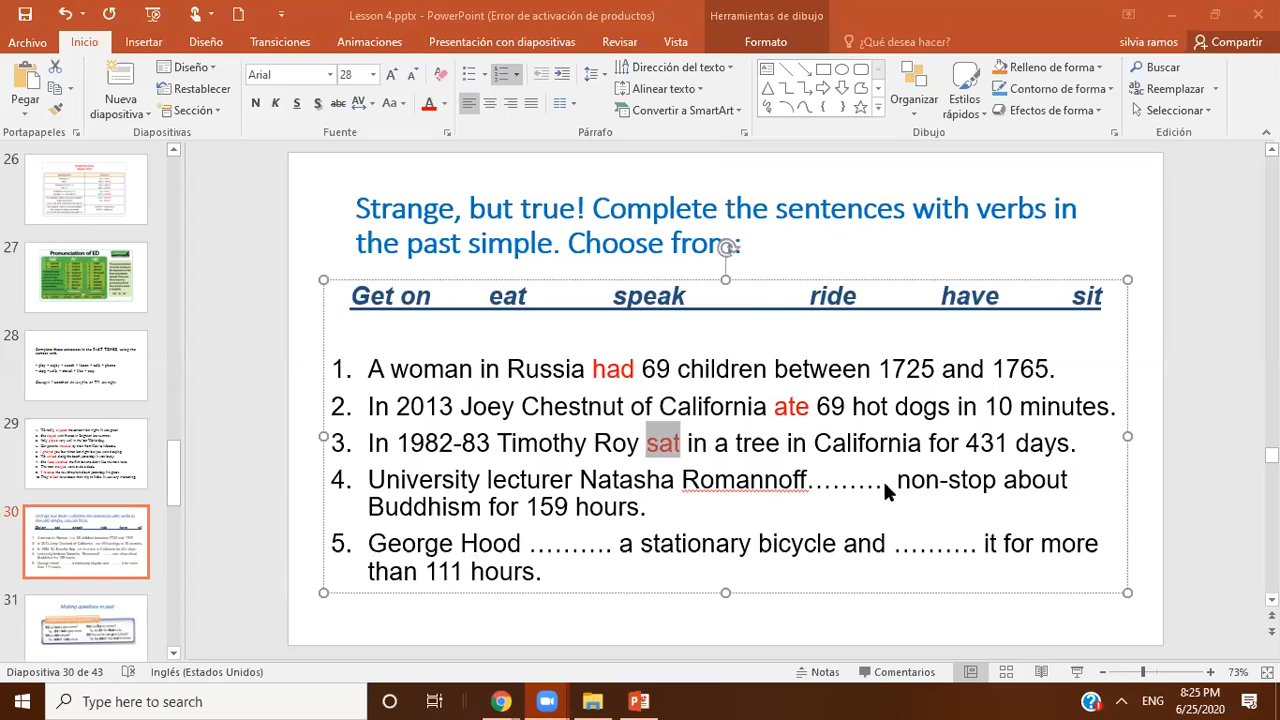 Lesson 4.pptx - PowerPoint (Error de activación de productos)
Herramientas de dibujo
Archivo Inicio Insertar Diseño Transiciones Animaciones Presentación con diapositivas Revisar Vista Formato ¿Qué desea hacer? silvia ramos Compartir
Pegar
Nueva diapositiva
Diseño
Restablecer
Sección
Arial 28
N K S S abc AV Aa A
Dirección del texto
Alinear texto
Convertir a SmartArt
Organizar
Estilos rápidos
Relleno de forma
Contorno de forma
Efectos de forma
Buscar
Reemplazar
Seleccionar
Portapapeles Diapositivas Fuente Párrafo Dibujo Edición
26
27
Pronunciation of ED
28
29
30
31
Making questions in past
Strange, but true! Complete the sentences with verbs in
the past simple. Choose from:
Get on eat speak ride have sit
1. A woman in Russia had 69 children between 1725 and 1765.
2. In 2013 Joey Chestnut of California ate 69 hot dogs in 10 minutes.
3. In 1982-83 Timothy Roy sat in a tree in California for 431 days.
4. University lecturer Natasha Romannoff………. non-stop about
Buddhism for 159 hours.
5. George Hood ………. a stationary bicycle and ………. it for more
than 111 hours.
Diapositiva 30 de 43 Inglés (Estados Unidos) Notas Comentarios 73%
Type here to search
ENG
8:25 PM
6/25/2020